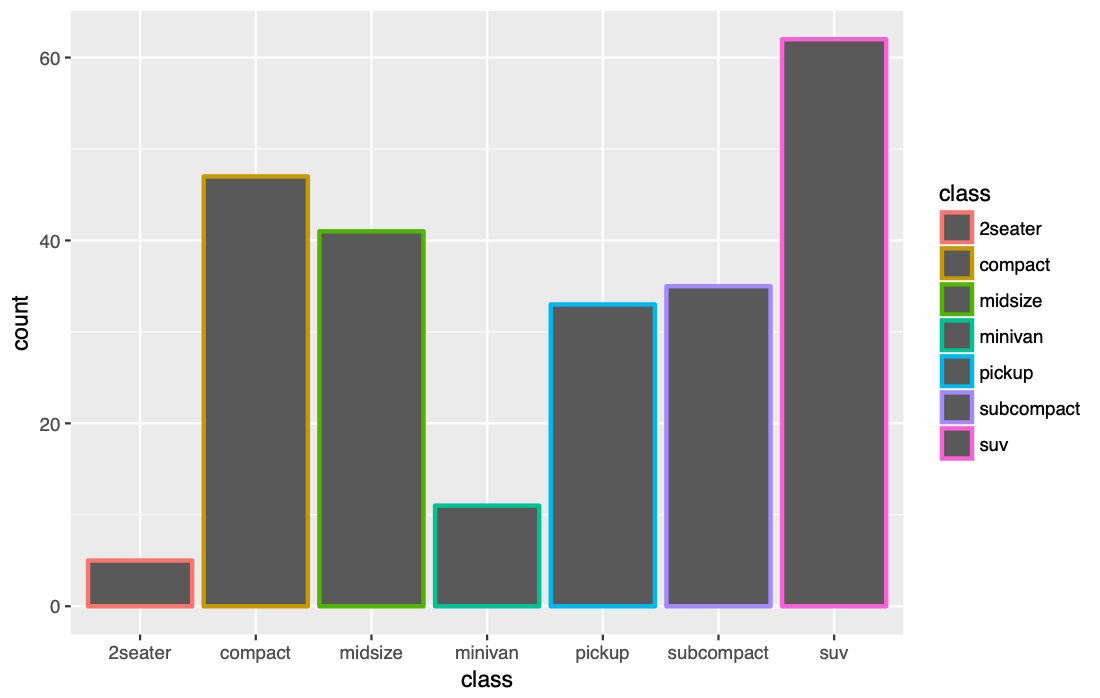 60
40
20
0
count
2seater
compact
midsize
minivan
pickup
subcompact
suv
class
class
2seater
compact
midsize
minivan
pickup
subcompact
suv